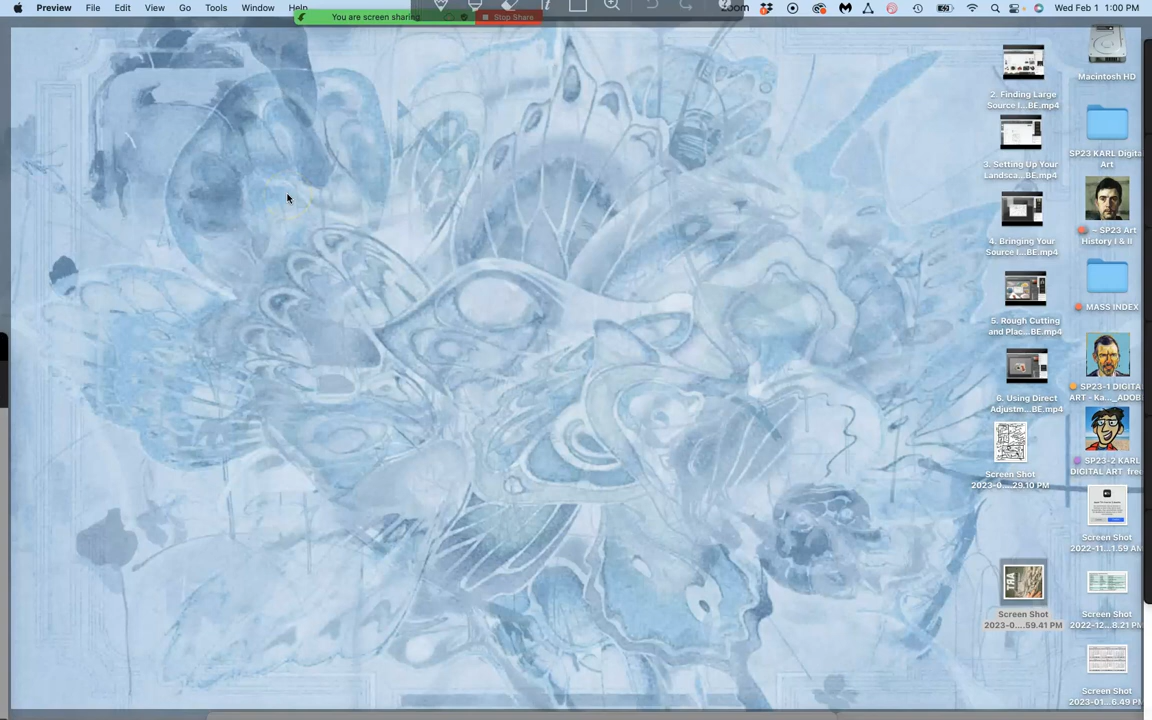 Preview File Edit View Go Tools Window Help
zoom
Wed Feb 1 1:00 PM
You are screen sharing
Stop Share
Macintosh HD
2. Finding Large
Source I...BE.mp4
SP23 KARL Digital
Art
3. Setting Up Your
Landsca...BE.mp4
~ SP23 Art
History I & II
4. Bringing Your
Source I...BE.mp4
MASS INDEX
5. Rough Cutting
and Plac...BE.mp4
SP23-1 DIGITA
ART - Ka..._ADOB
6. Using Direct
Adjustm...BE.mp4
SP23-2 KARL
DIGITAL ART_free
Screen Shot
2023-0....29.10 PM
Screen Shot
2022-11...1.59 AM
ART
Screen Shot
2023-0....59.41 PM
Screen Shot
2022-12...8.21 PM
Screen Shot
2023-01...6.49 PM